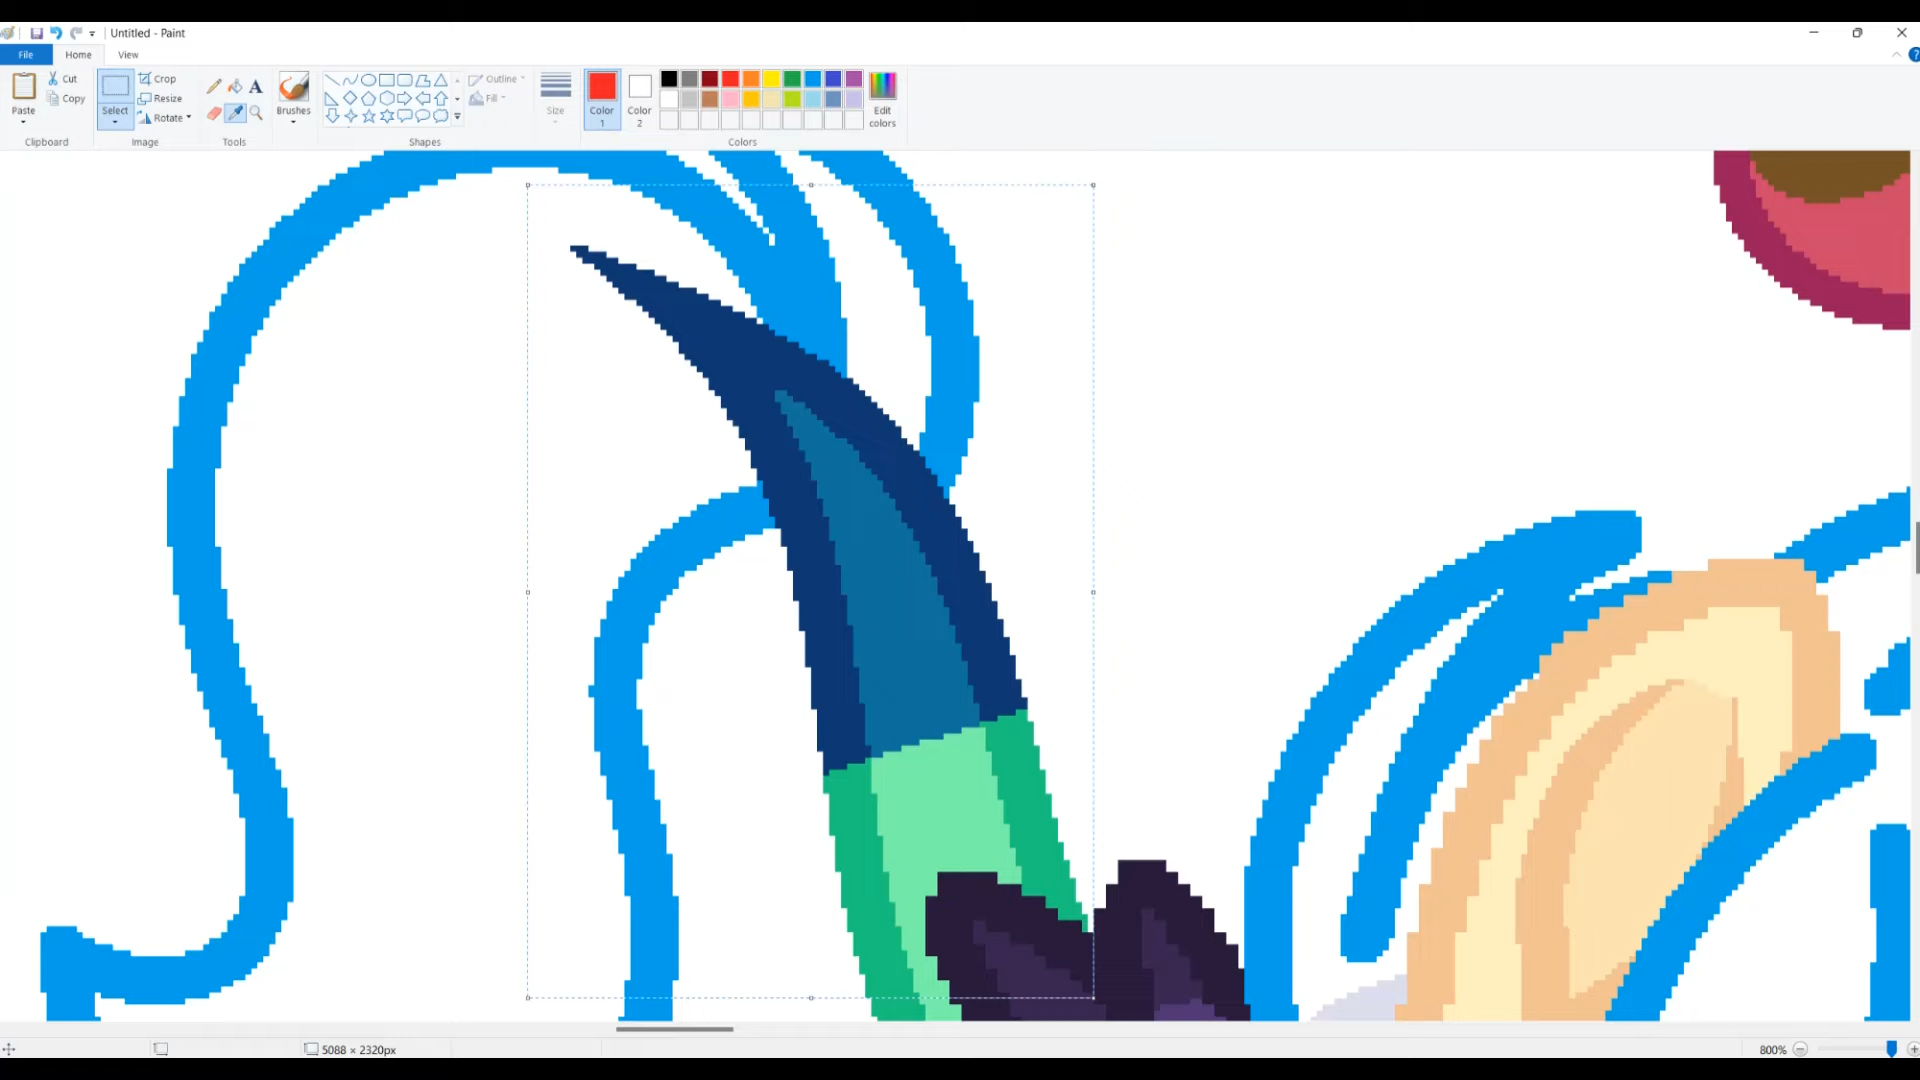 Untitled - Paint
File Home View
Paste
Cut
Copy
Clipboard
Select
Crop
Resize
Rotate
Image
A
Tools
Brushes
Outline
Fill
Shapes
Size
Color
1
Color
2
Edit
colors
Colors
5088 × 2320px
800%